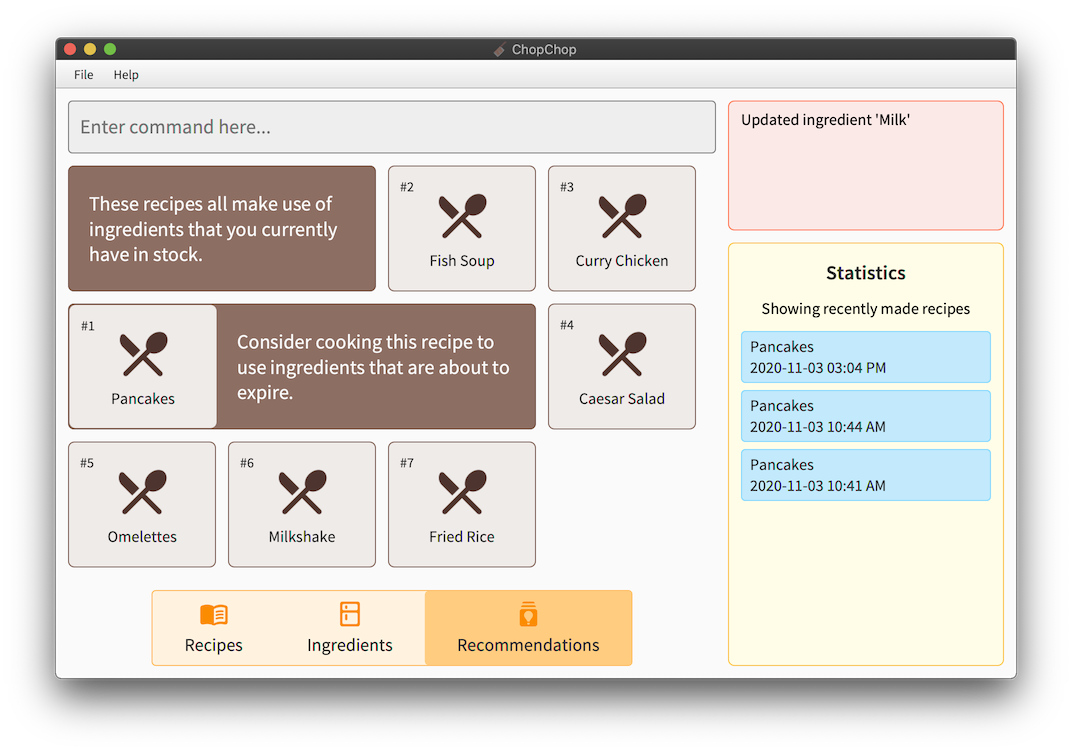 ChopChop
File Help
Enter command here...
These recipes all make use of
ingredients that you currently
have in stock.
#2
Fish Soup
#3
Curry Chicken
#1
Pancakes
Consider cooking this recipe to
use ingredients that are about to
expire.
#4
Caesar Salad
#5
Omelettes
#6
Milkshake
#7
Fried Rice
Recipes
Ingredients
Recommendations
Updated ingredient 'Milk'
Statistics
Showing recently made recipes
Pancakes
2020-11-03 03:04 PM
Pancakes
2020-11-03 10:44 AM
Pancakes
2020-11-03 10:41 AM